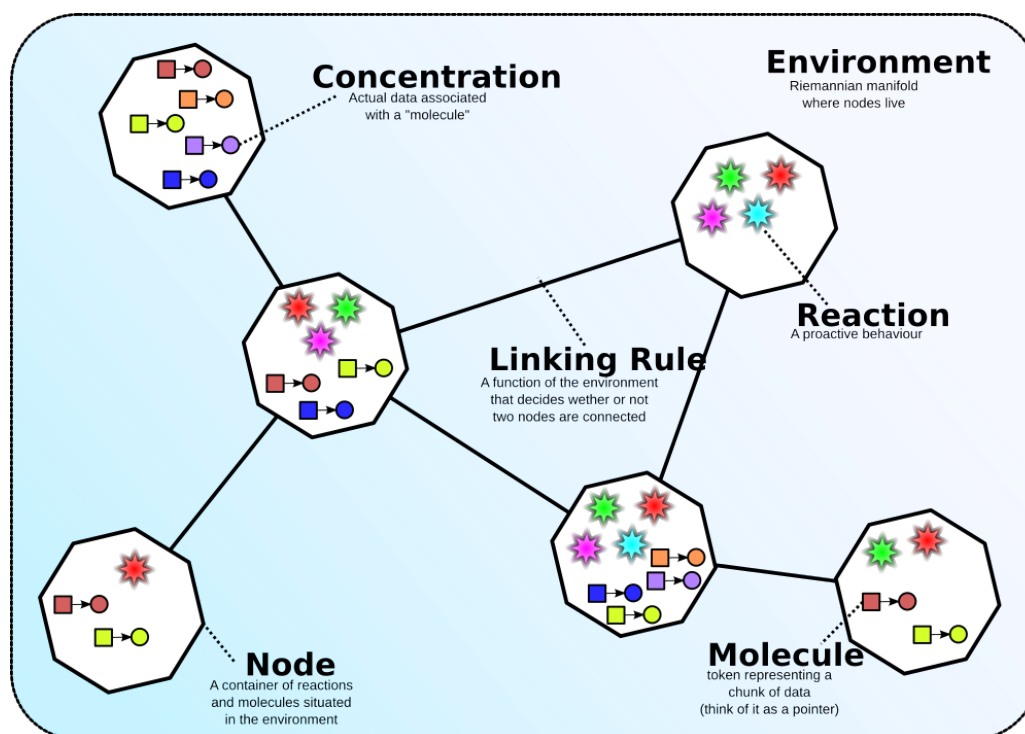 Concentration
Actual data associated
with a "molecule"
Environment
Riemannian manifold
where nodes live
Reaction
A proactive behaviour
Linking Rule
A function of the environment
that decides wether or not
two nodes are connected
Node
A container of reactions
and molecules situated
in the environment
Molecule
token representing a
chunk of data
(think of it as a pointer)